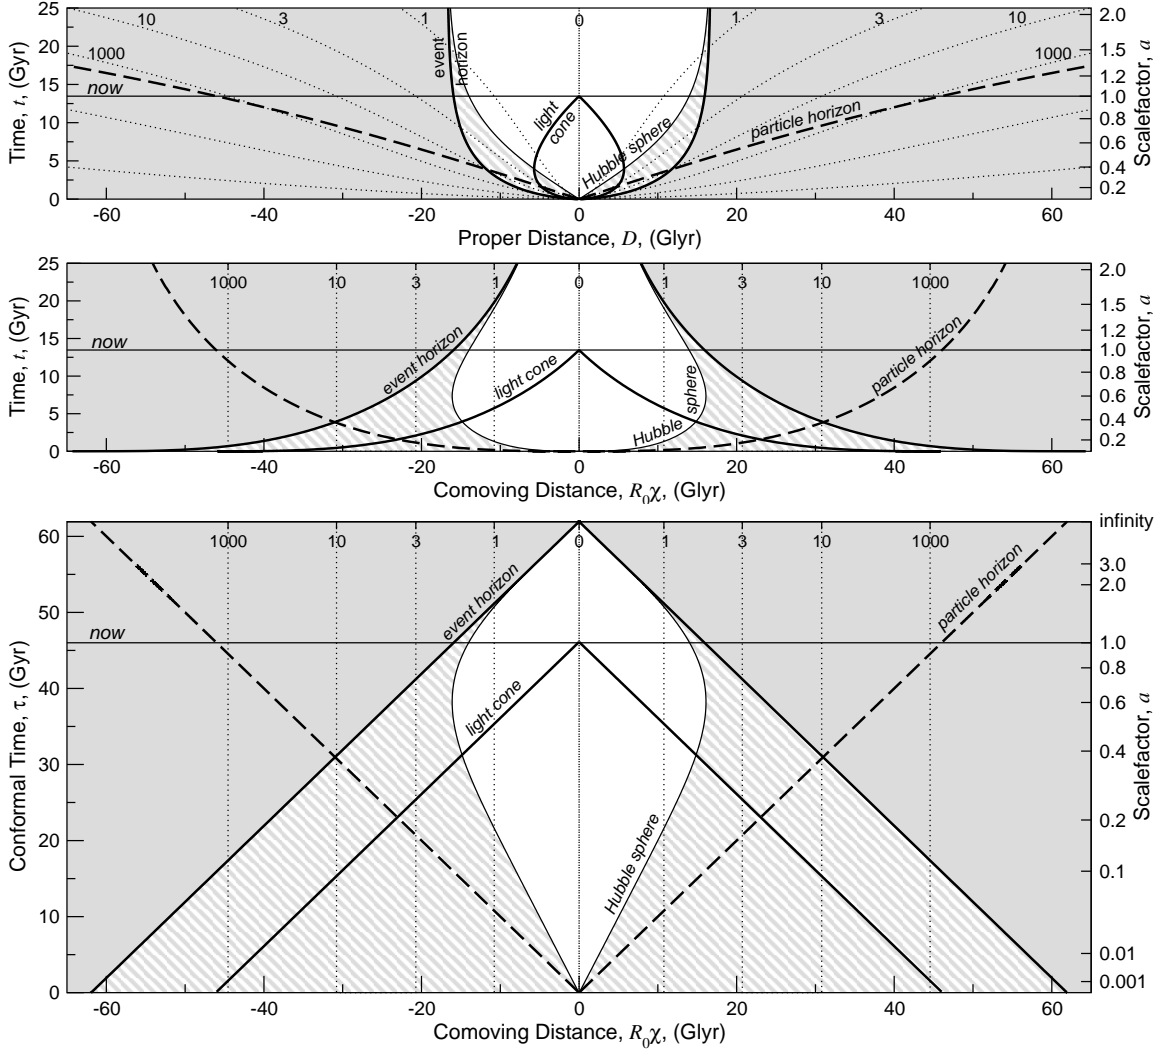 25
20
15
10
5
0
Time, t, (Gyr)
10 3 1 0 1 3 10
1000 1000
now
event
horizon
light
cone
Hubble sphere
particle horizon
2.0
1.5
1.2
1.0
0.8
0.6
0.4
0.2
Scalefactor, a
-60 -40 -20 0 20 40 60
Proper Distance, D, (Glyr)
25
20
15
10
5
0
Time, t, (Gyr)
1000 10 3 1 0 1 3 10 1000
now
event horizon
light cone
Hubble
sphere
particle horizon
2.0
1.5
1.2
1.0
0.8
0.6
0.4
0.2
Scalefactor, a
-60 -40 -20 0 20 40 60
Comoving Distance, R₀χ, (Glyr)
60
50
40
30
20
10
0
Conformal Time, τ, (Gyr)
1000 10 3 1 0 1 3 10 1000
now
event horizon
light cone
Hubble sphere
particle horizon
infinity
3.0
2.0
1.0
0.8
0.6
0.4
0.2
0.1
0.01
0.001
Scalefactor, a
-60 -40 -20 0 20 40 60
Comoving Distance, R₀χ, (Glyr)